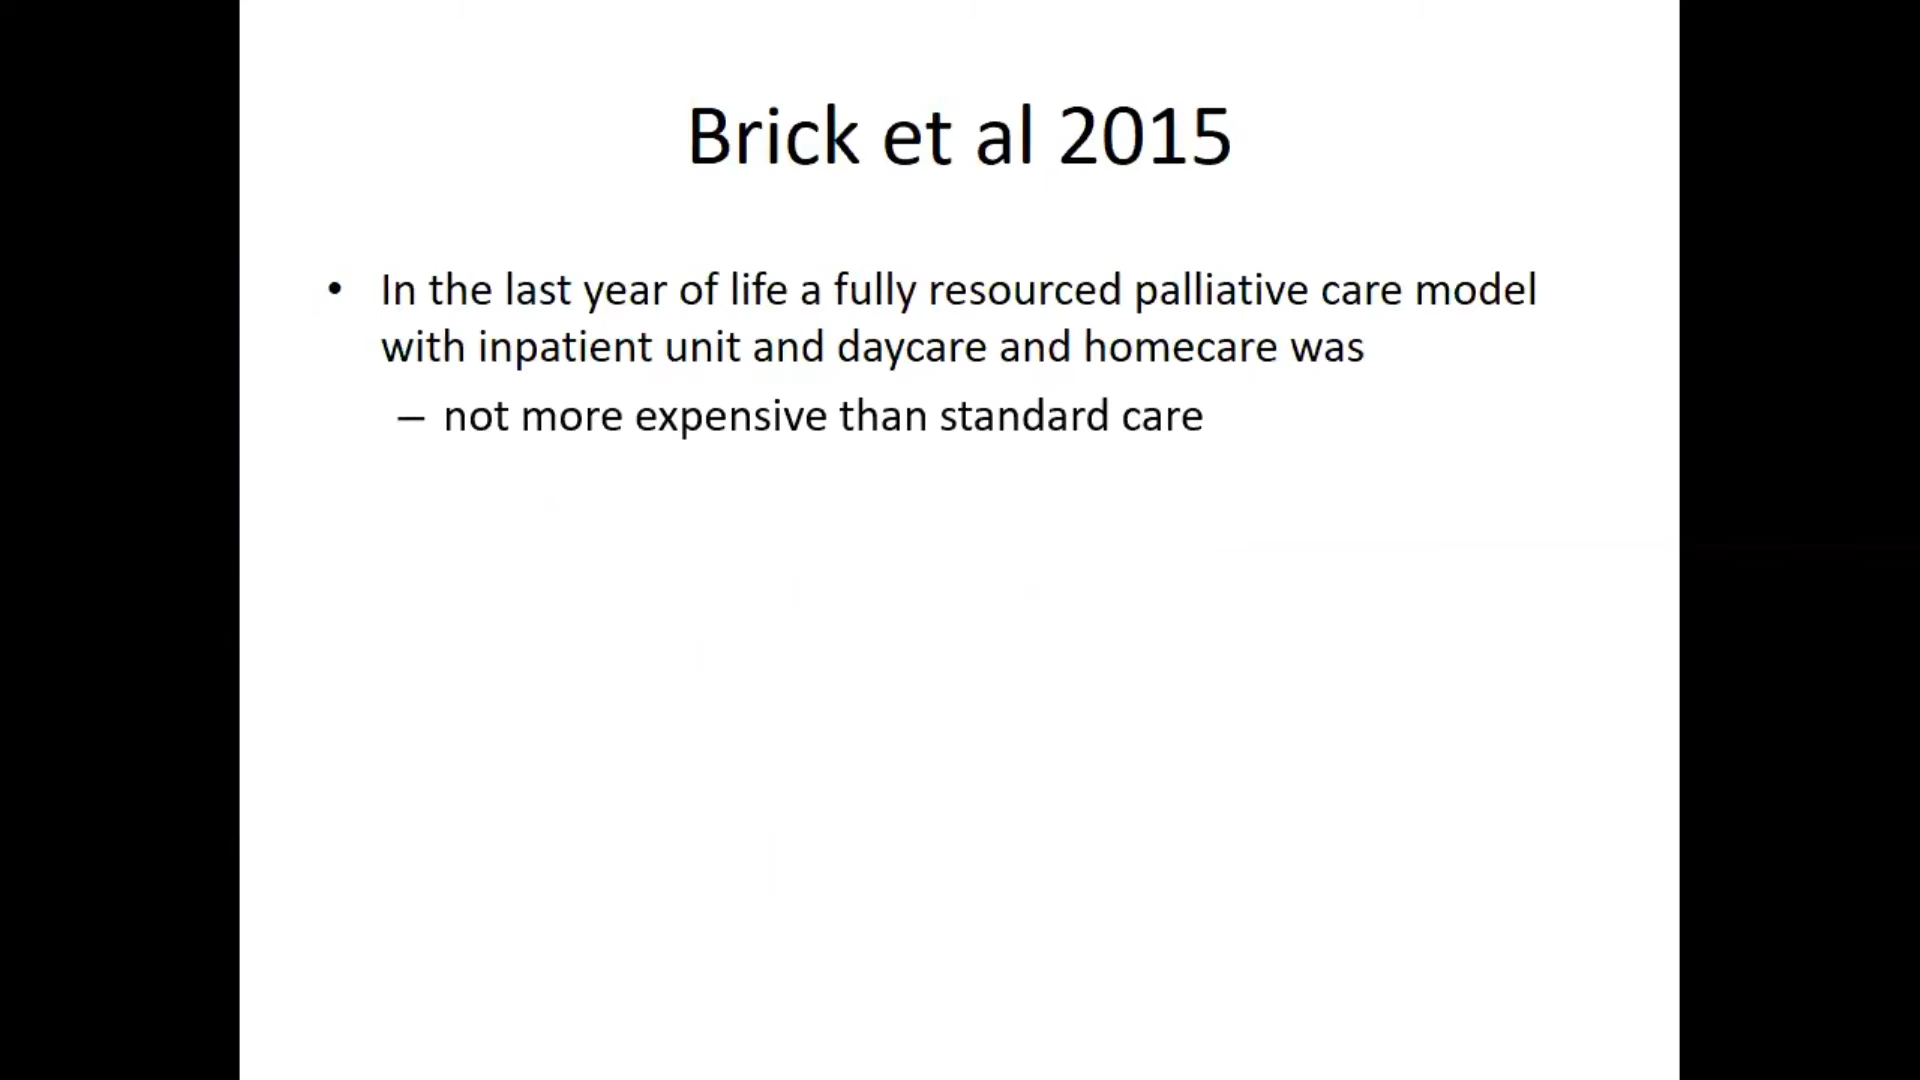 Brick et al 2015
• In the last year of life a fully resourced palliative care model
with inpatient unit and daycare and homecare was
– not more expensive than standard care